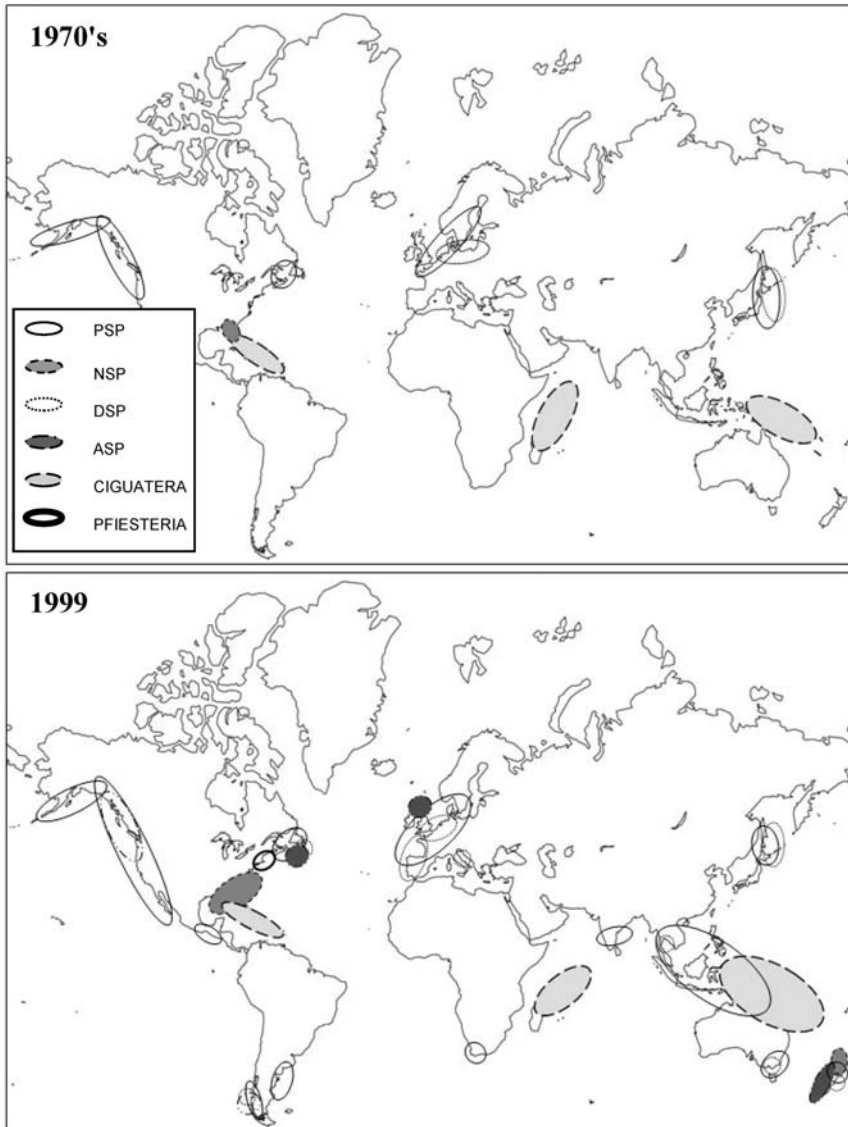 1970's
PSP
NSP
DSP
ASP
CIGUATERA
PFIESTERIA
1999